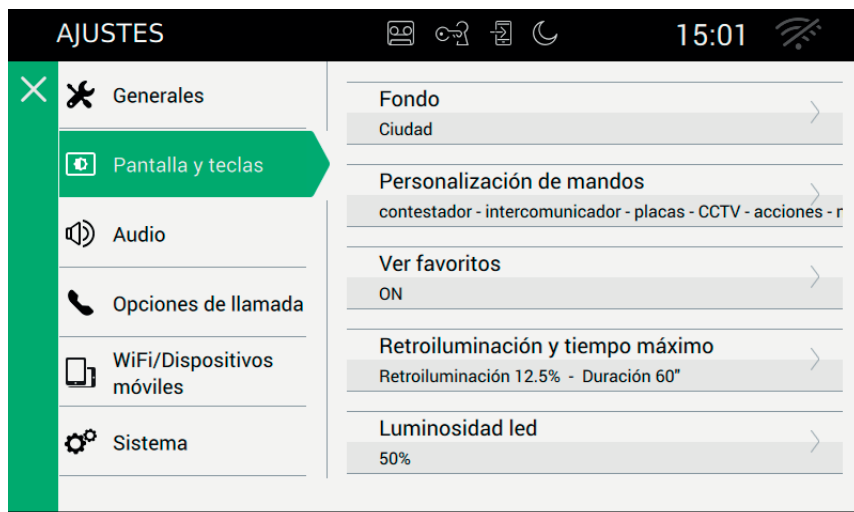 AJUSTES
15:01
Generales
Pantalla y teclas
Audio
Opciones de llamada
WiFi/Dispositivos
móviles
Sistema
Fondo
Ciudad
Personalización de mandos
contestador - intercomunicador - placas - CCTV - acciones -
Ver favoritos
ON
Retroiluminación y tiempo máximo
Retroiluminación 12.5% - Duración 60"
Luminosidad led
50%